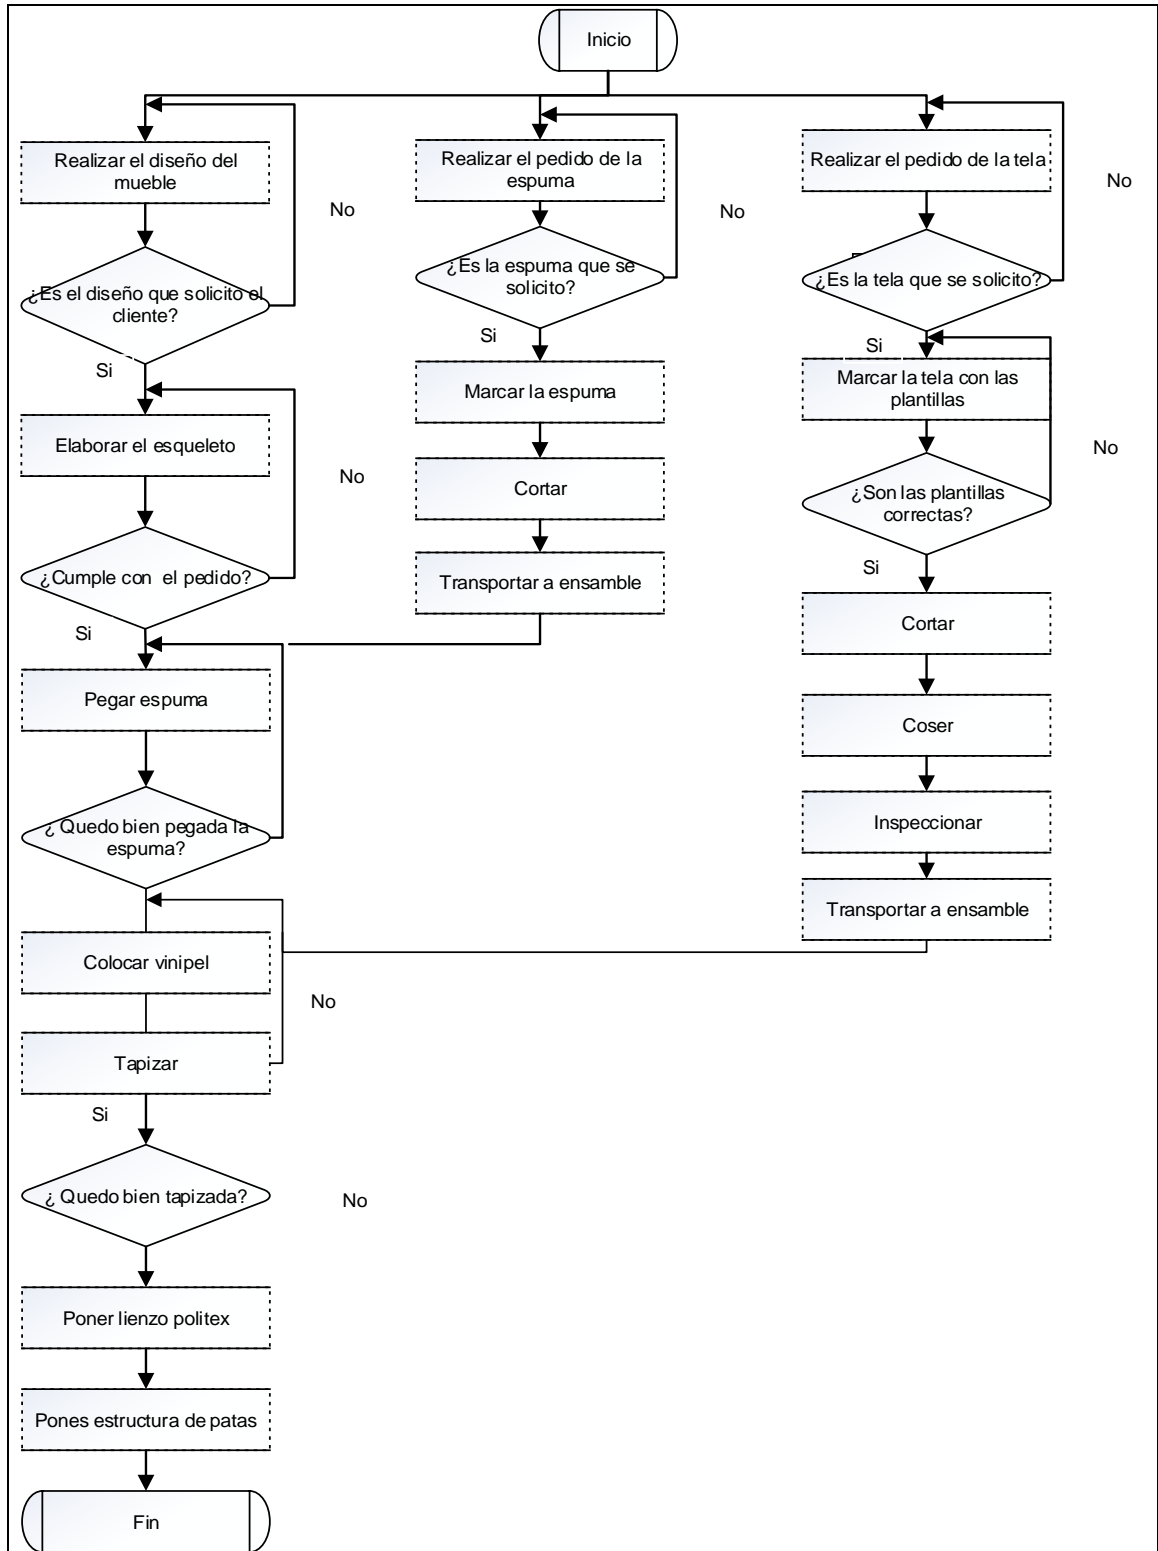 Inicio
Realizar el diseño del
mueble
No
¿Es el diseño que solicito el
cliente?
Si
Elaborar el esqueleto
No
¿Cumple con el pedido?
Si
Pegar espuma
¿ Quedo bien pegada la
espuma?
Colocar vinipel
No
Tapizar
Si
¿ Quedo bien tapizada?
No
Poner lienzo politex
Pones estructura de patas
Fin
Realizar el pedido de la
espuma
No
¿Es la espuma que se
solicito?
Si
Marcar la espuma
Cortar
Transportar a ensamble
Realizar el pedido de la tela
No
¿Es la tela que se solicito?
Si
Marcar la tela con las
plantillas
No
¿Son las plantillas
correctas?
Si
Cortar
Coser
Inspeccionar
Transportar a ensamble